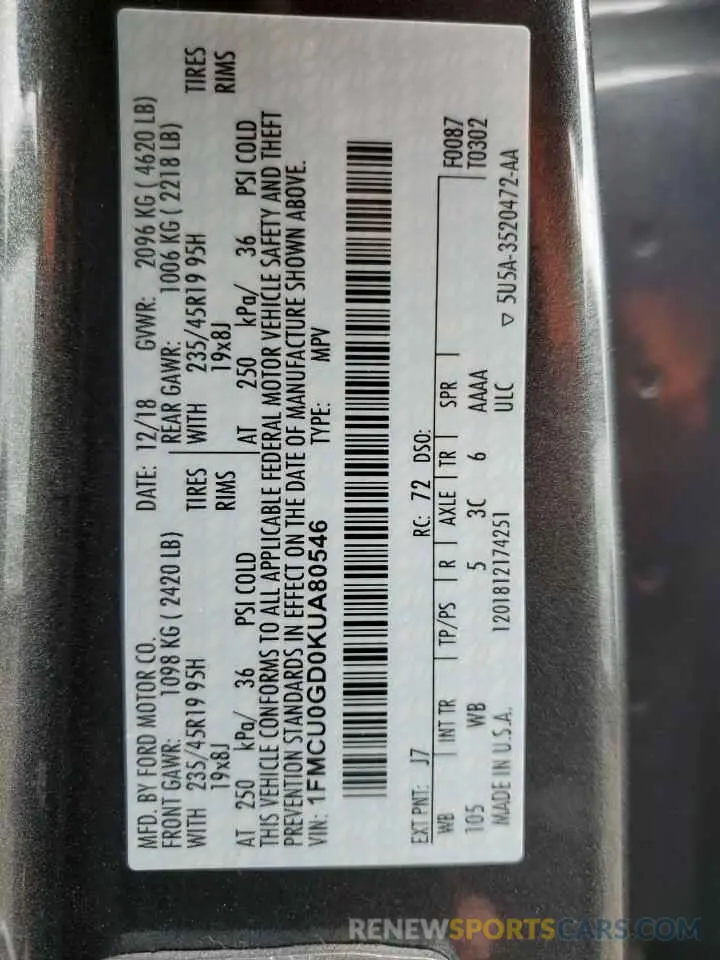 MFD. BY FORD MOTOR CO.
DATE: 12/18 GVWR: 2096 KG ( 4620 LB)
FRONT GAWR: 1098 KG ( 2420 LB)
REAR GAWR: 1006 KG ( 2218 LB)
WITH 235/45R19 95H TIRES
WITH 235/45R19 95H TIRES
19x8J RIMS
19x8J RIMS
AT 250 kPa/ 36 PSI COLD
AT 250 kPa/ 36 PSI COLD
THIS VEHICLE CONFORMS TO ALL APPLICABLE FEDERAL MOTOR VEHICLE SAFETY AND THEFT
PREVENTION STANDARDS IN EFFECT ON THE DATE OF MANUFACTURE SHOWN ABOVE.
VIN: 1FMCU0GD0KUA80546 TYPE: MPV
EXT PNT: J7 RC: 72 DSO: F0087
WB INT TR TP/PS R AXLE TR SPR T0302
105 WB 5 3C 6 AAAA
MADE IN U.S.A. 1201812174251 ULC ▽ 5U5A-3520472-AA
RENEWSPORTSCARS.COM